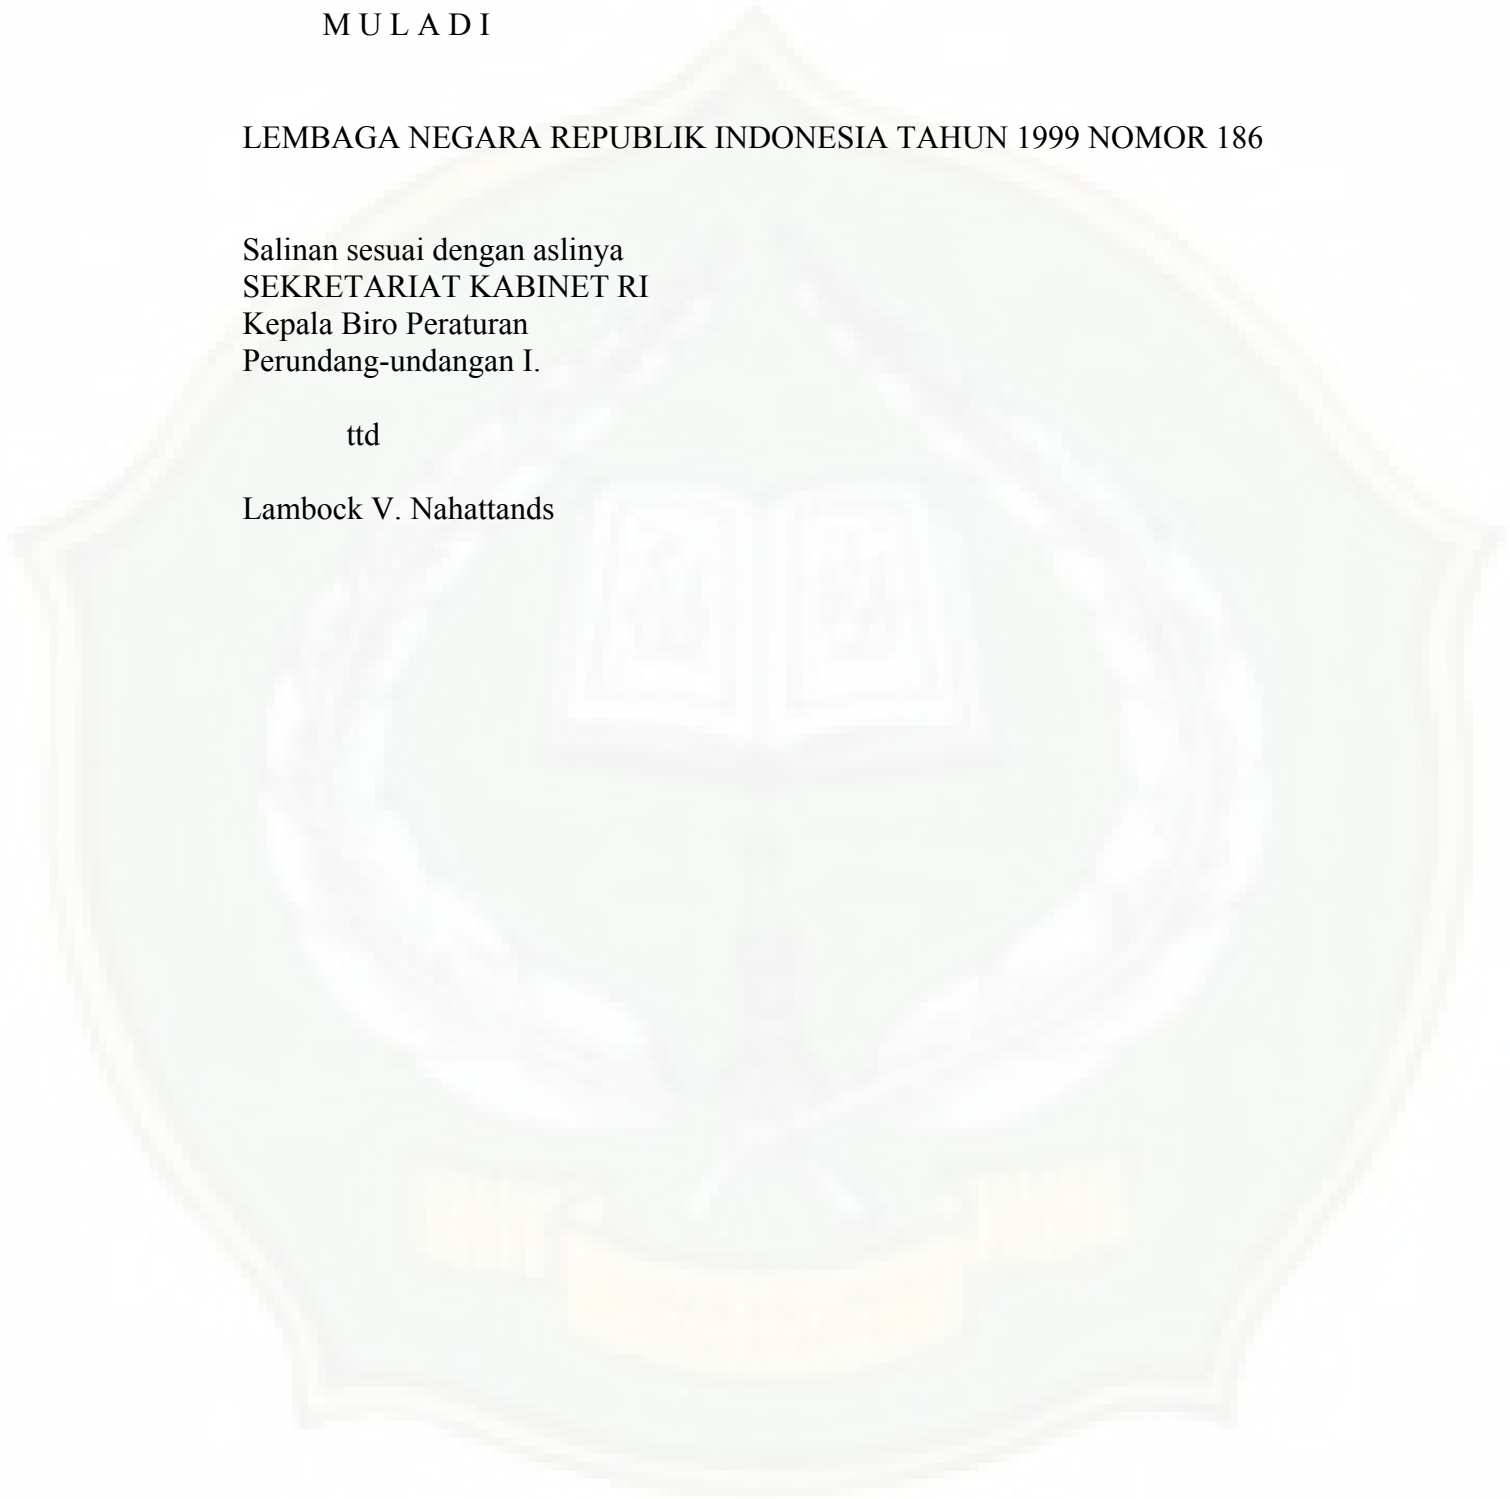 M U L A D I
LEMBAGA NEGARA REPUBLIK INDONESIA TAHUN 1999 NOMOR 186
Salinan sesuai dengan aslinya
SEKRETARIAT KABINET RI
Kepala Biro Peraturan
Perundang-undangan I.
ttd
Lambock V. Nahattands